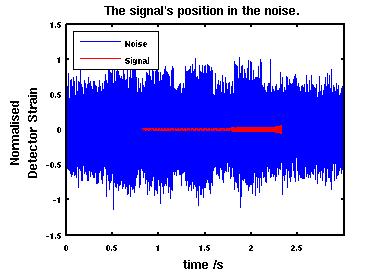 The signal's position in the noise.
1.5
Noise
Signal
1
0.5
0
-0.5
-1
-1.5
Normalised
Detector Strain
0 0.5 1 1.5 2 2.5
time /s